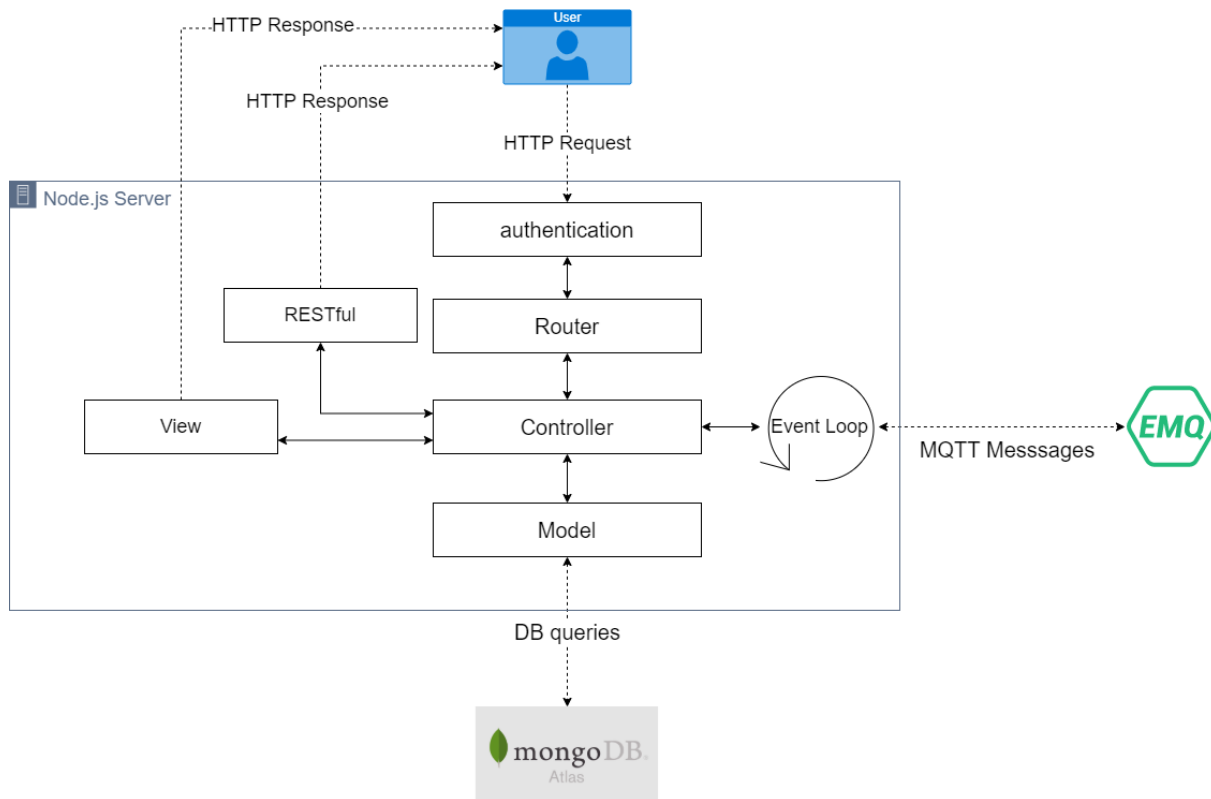 User
HTTP Response
HTTP Response
HTTP Request
Node.js Server
authentication
RESTful
Router
View
Controller
Event Loop
EMQ
MQTT Messsages
Model
DB queries
mongoDB®
Atlas